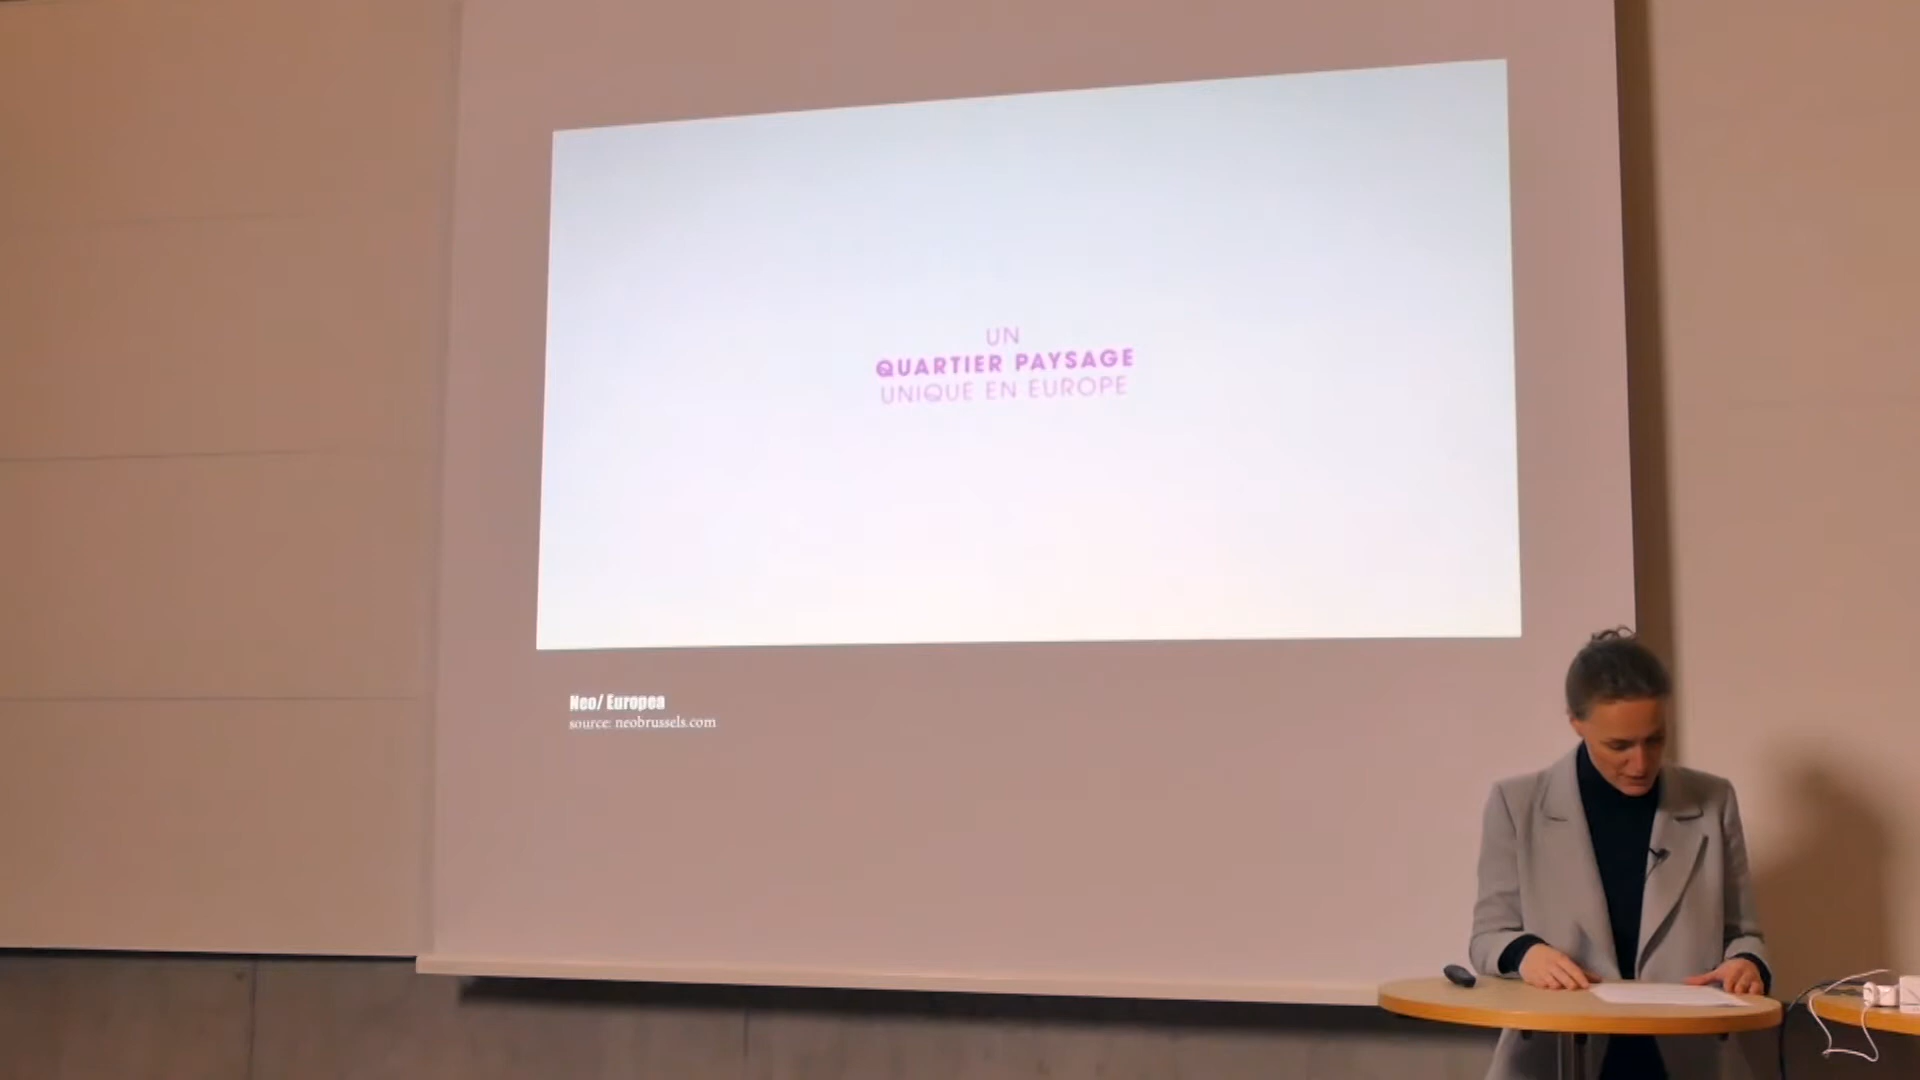 UN
QUARTIER PAYSAGE
UNIQUE EN EUROPE
Neo/ Europea
source: neobrussels.com